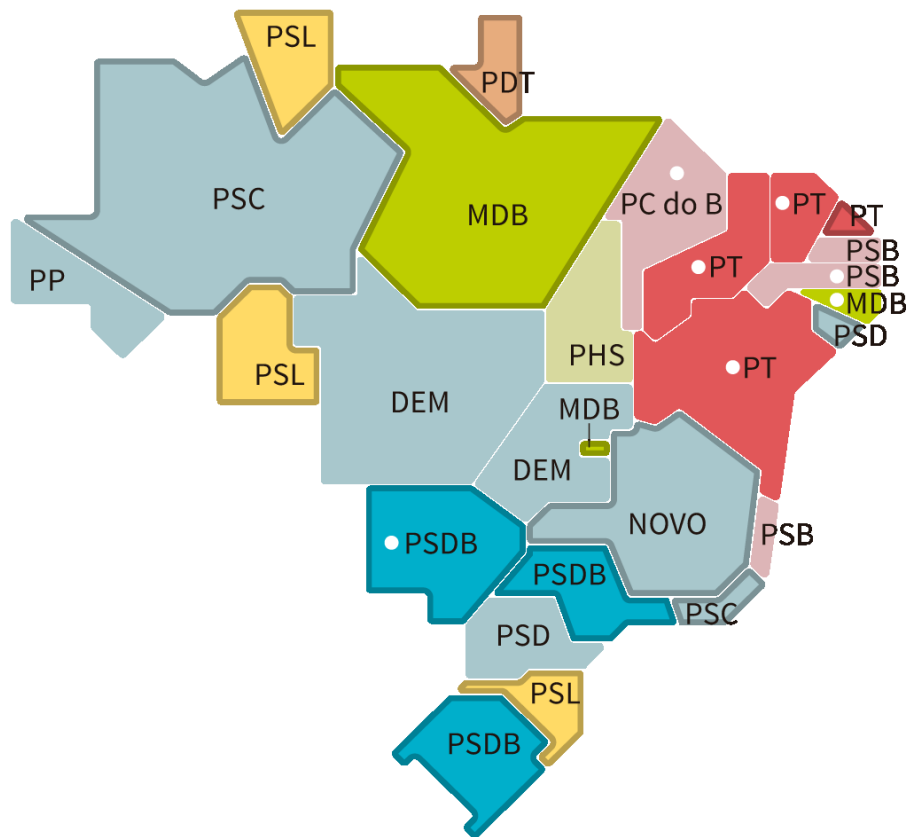 PSL
PDT
PSC
MDB
PC do B
PT
PT
PSB
PT
PSB
PP
MDB
PSD
PHS
PT
PSL
DEM
MDB
DEM
NOVO
PSB
PSDB
PSDB
PSC
PSD
PSL
PSDB